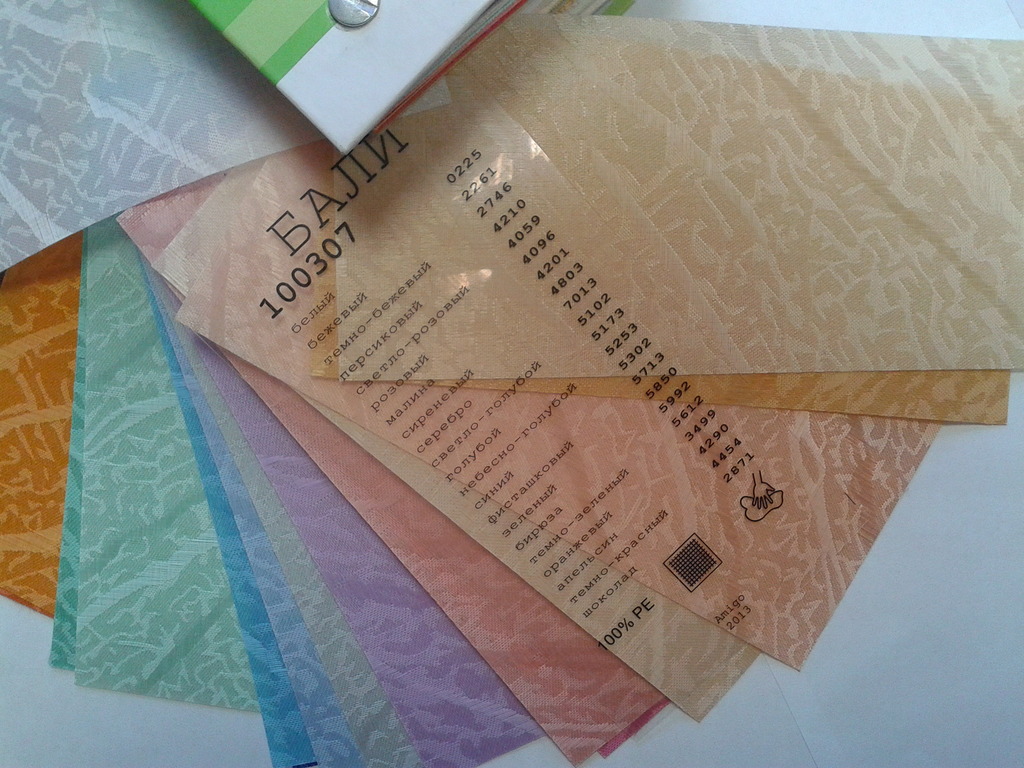 БАЛИ
100307
белый 0225
бежевый 2261
темно-бежевый 2746
персиковый 4210
светло-розовый 4059
розовый 4096
малина 4201
сиреневый 4803
серебро 7013
светло-голубой 5102
голубой 5173
небесно-голубой 5253
синий 5302
фисташковый 5713
зеленый 5850
бирюза 5992
темно-зеленый 5612
оранжевый 3499
апельсин 4290
темно-красный 4454
шоколад 2871
100% PE
Amigo
2013